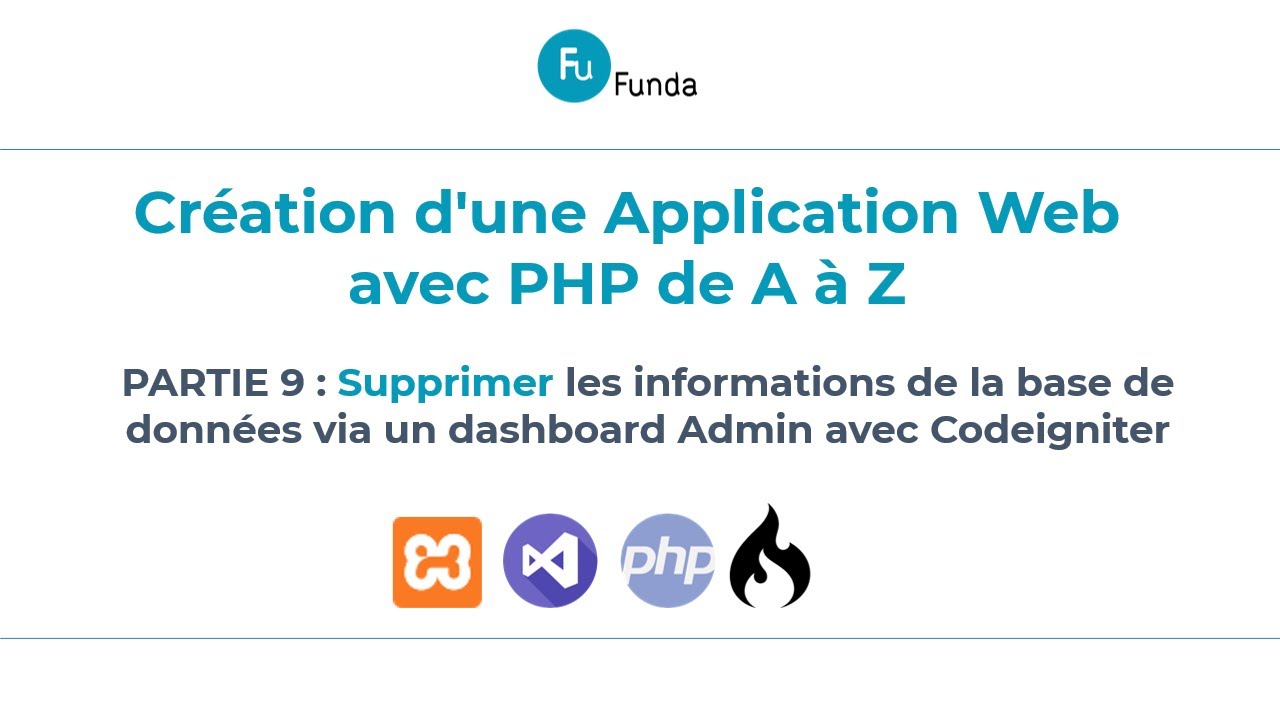 Fu
Funda
Création d'une Application Web
avec PHP de A à Z
PARTIE 9 : Supprimer les informations de la base de
données via un dashboard Admin avec Codeigniter
php